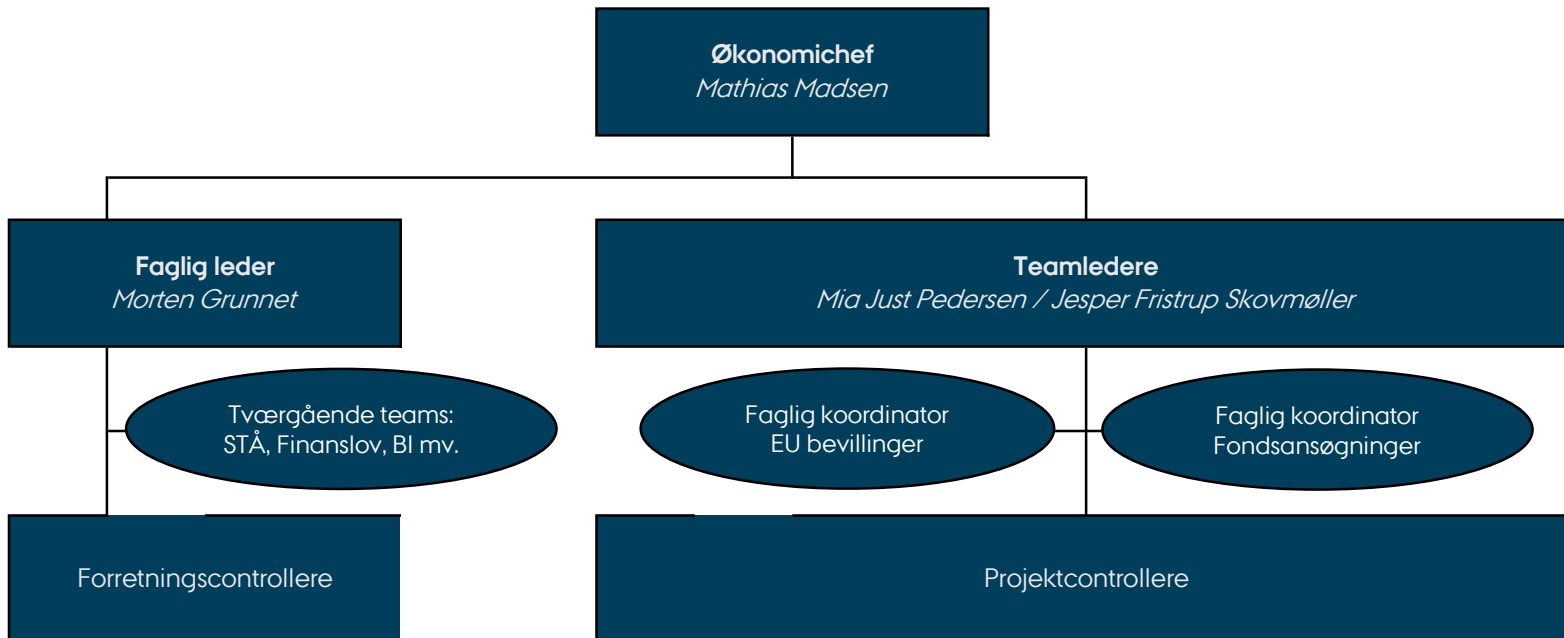 Økonomichef
Mathias Madsen
Faglig leder
Morten Grunnet
Teamledere
Mia Just Pedersen / Jesper Fristrup Skovmøller
Tværgående teams:
STÅ, Finanslov, BI mv.
Faglig koordinator
EU bevillinger
Faglig koordinator
Fondsansøgninger
Forretningscontrollere
Projektcontrollere